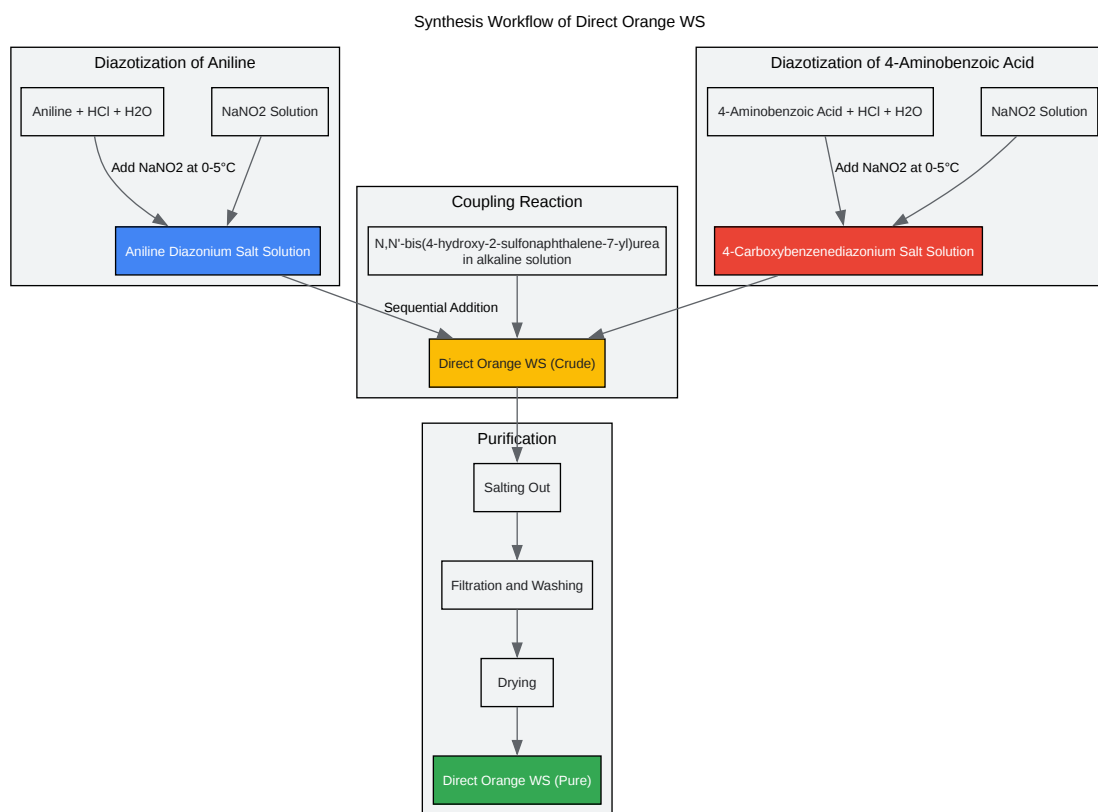 Synthesis Workflow of Direct Orange WS
Diazotization of Aniline
Aniline + HCl + H2O
NaNO2 Solution
Add NaNO2 at 0-5°C
Aniline Diazonium Salt Solution
Diazotization of 4-Aminobenzoic Acid
4-Aminobenzoic Acid + HCl + H2O
NaNO2 Solution
Add NaNO2 at 0-5°C
4-Carboxybenzenediazonium Salt Solution
Coupling Reaction
N,N'-bis(4-hydroxy-2-sulfonaphthalene-7-yl)urea
in alkaline solution
Sequential Addition
Direct Orange WS (Crude)
Purification
Salting Out
Filtration and Washing
Drying
Direct Orange WS (Pure)